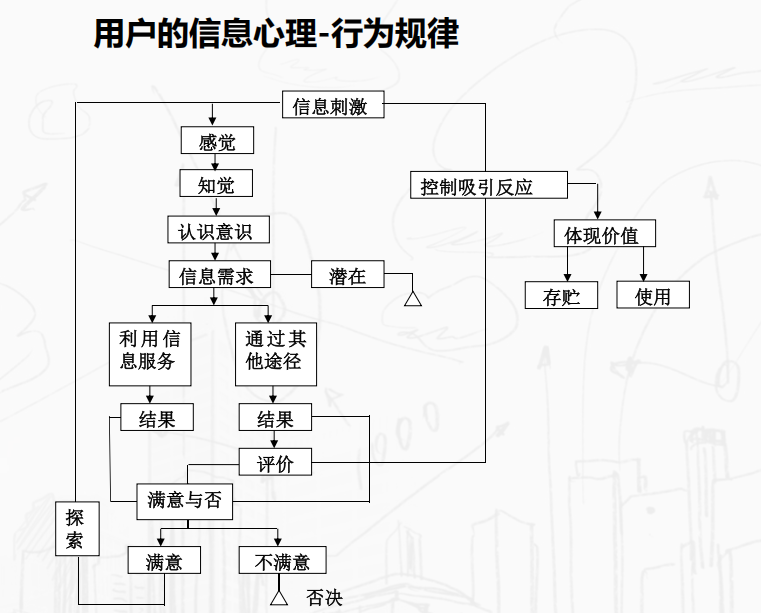 用户的信息心理-行为规律
信息刺激
感觉
知觉
控制吸引反应
认识意识
体现价值
信息需求
潜在
存贮
使用
利用信
息服务
通过其
他途径
结果
结果
评价
满意与否
探
索
满意
不满意
否决